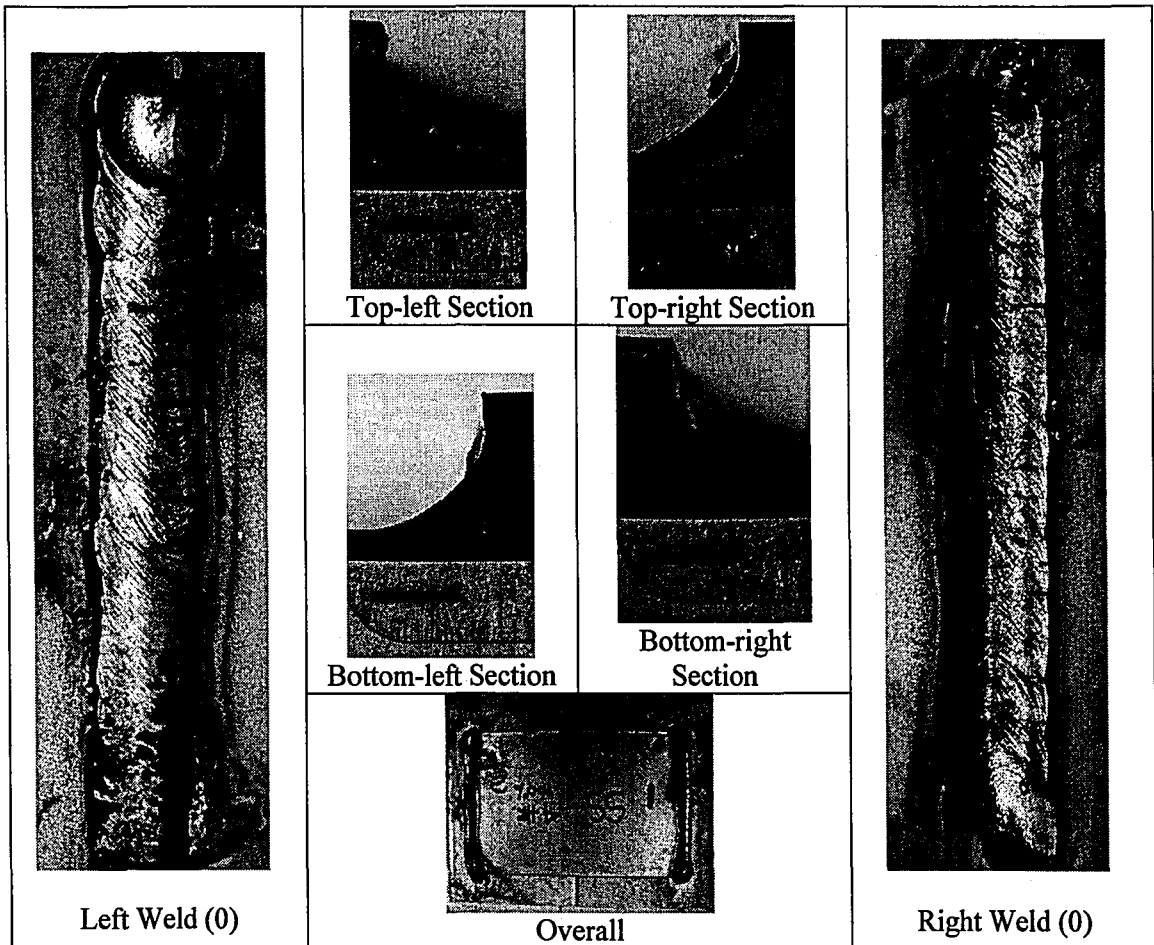 Top-left Section
Top-right Section
Bottom-left Section
Bottom-right
Section
Left Weld (0)
Overall
Right Weld (0)